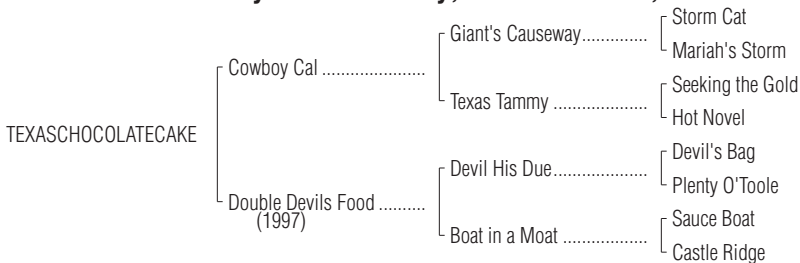 TEXASCHOCOLATECAKE
Cowboy Cal ......................
Double Devils Food ..........
(1997)
Giant's Causeway..............
Texas Tammy ....................
Devil His Due....................
Boat in a Moat ..................
Storm Cat
Mariah's Storm
Seeking the Gold
Hot Novel
Devil's Bag
Plenty O'Toole
Sauce Boat
Castle Ridge